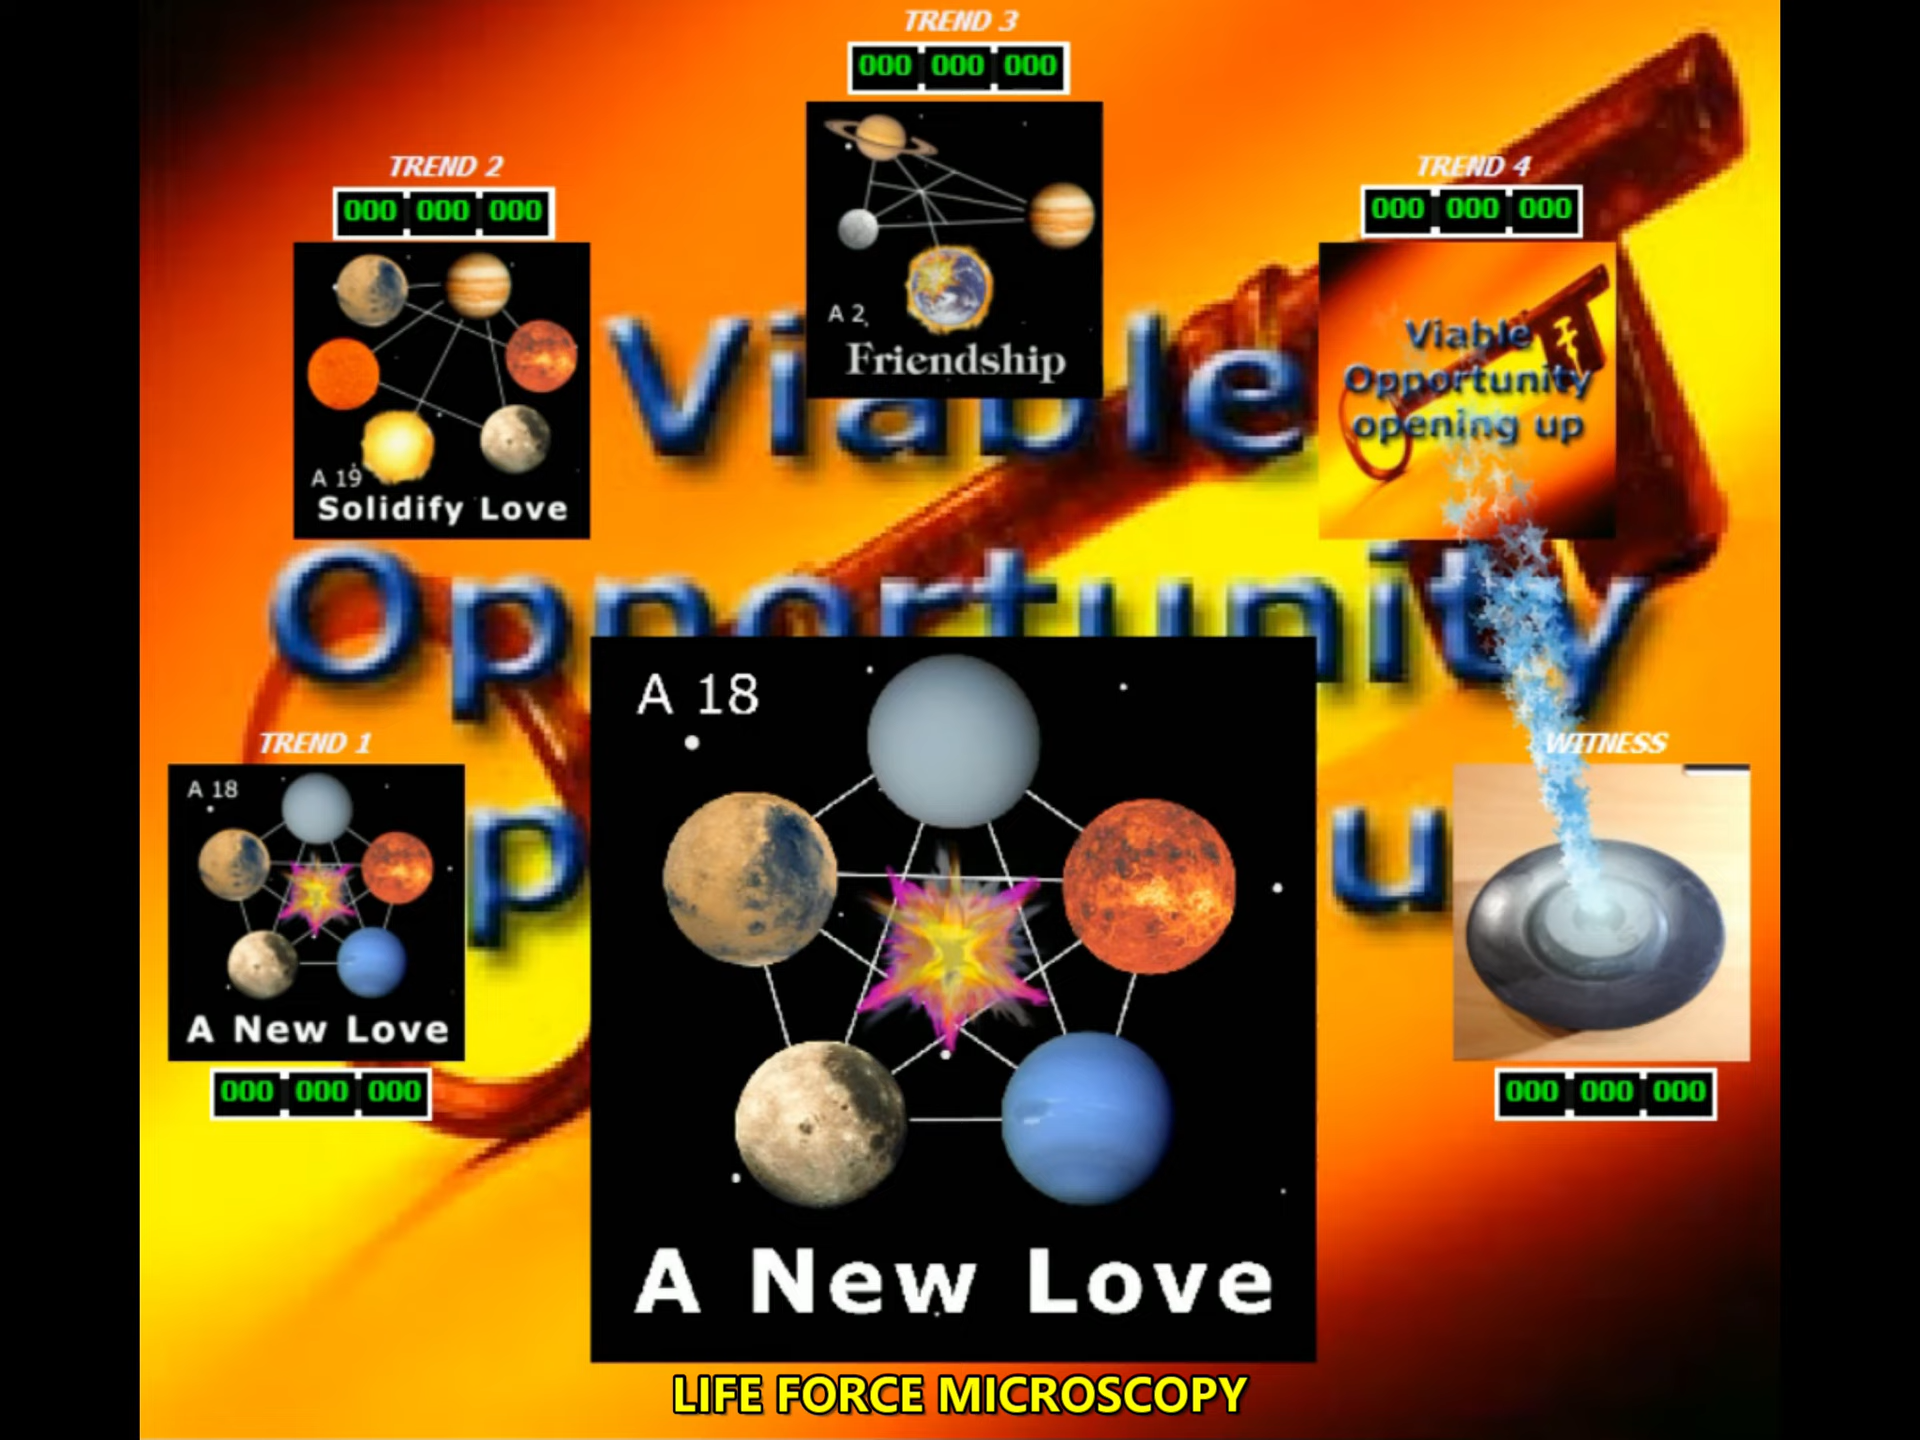 TREND 3
000 000 000
A 2
Friendship
TREND 2
000 000 000
A 19
Solidify Love
TREND 4
000 000 000
Viable
Opportunity
opening up
Viable
Opportunity
p u
TREND 1
A 18
A New Love
000 000 000
A 18
A New Love
WITNESS
000 000 000
LIFE FORCE MICROSCOPY